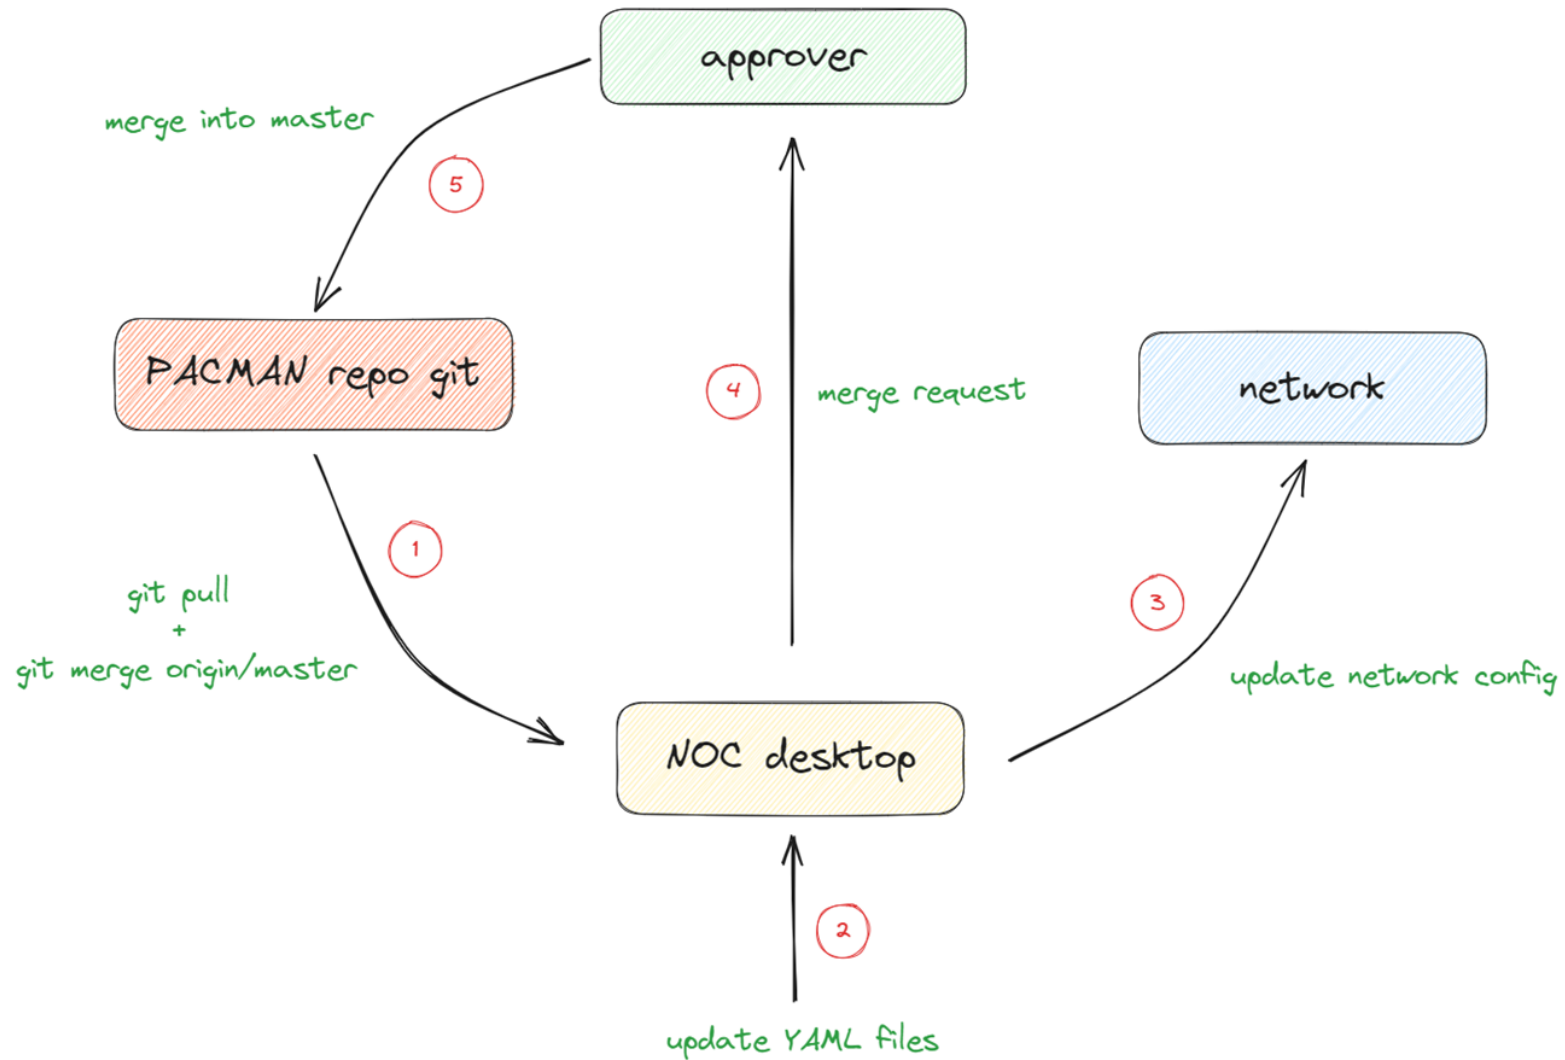 approver
merge into master
5
PACMAN repo git
4
merge request
network
1
git pull
+
git merge origin/master
3
update network config
NOC desktop
2
update YAML files